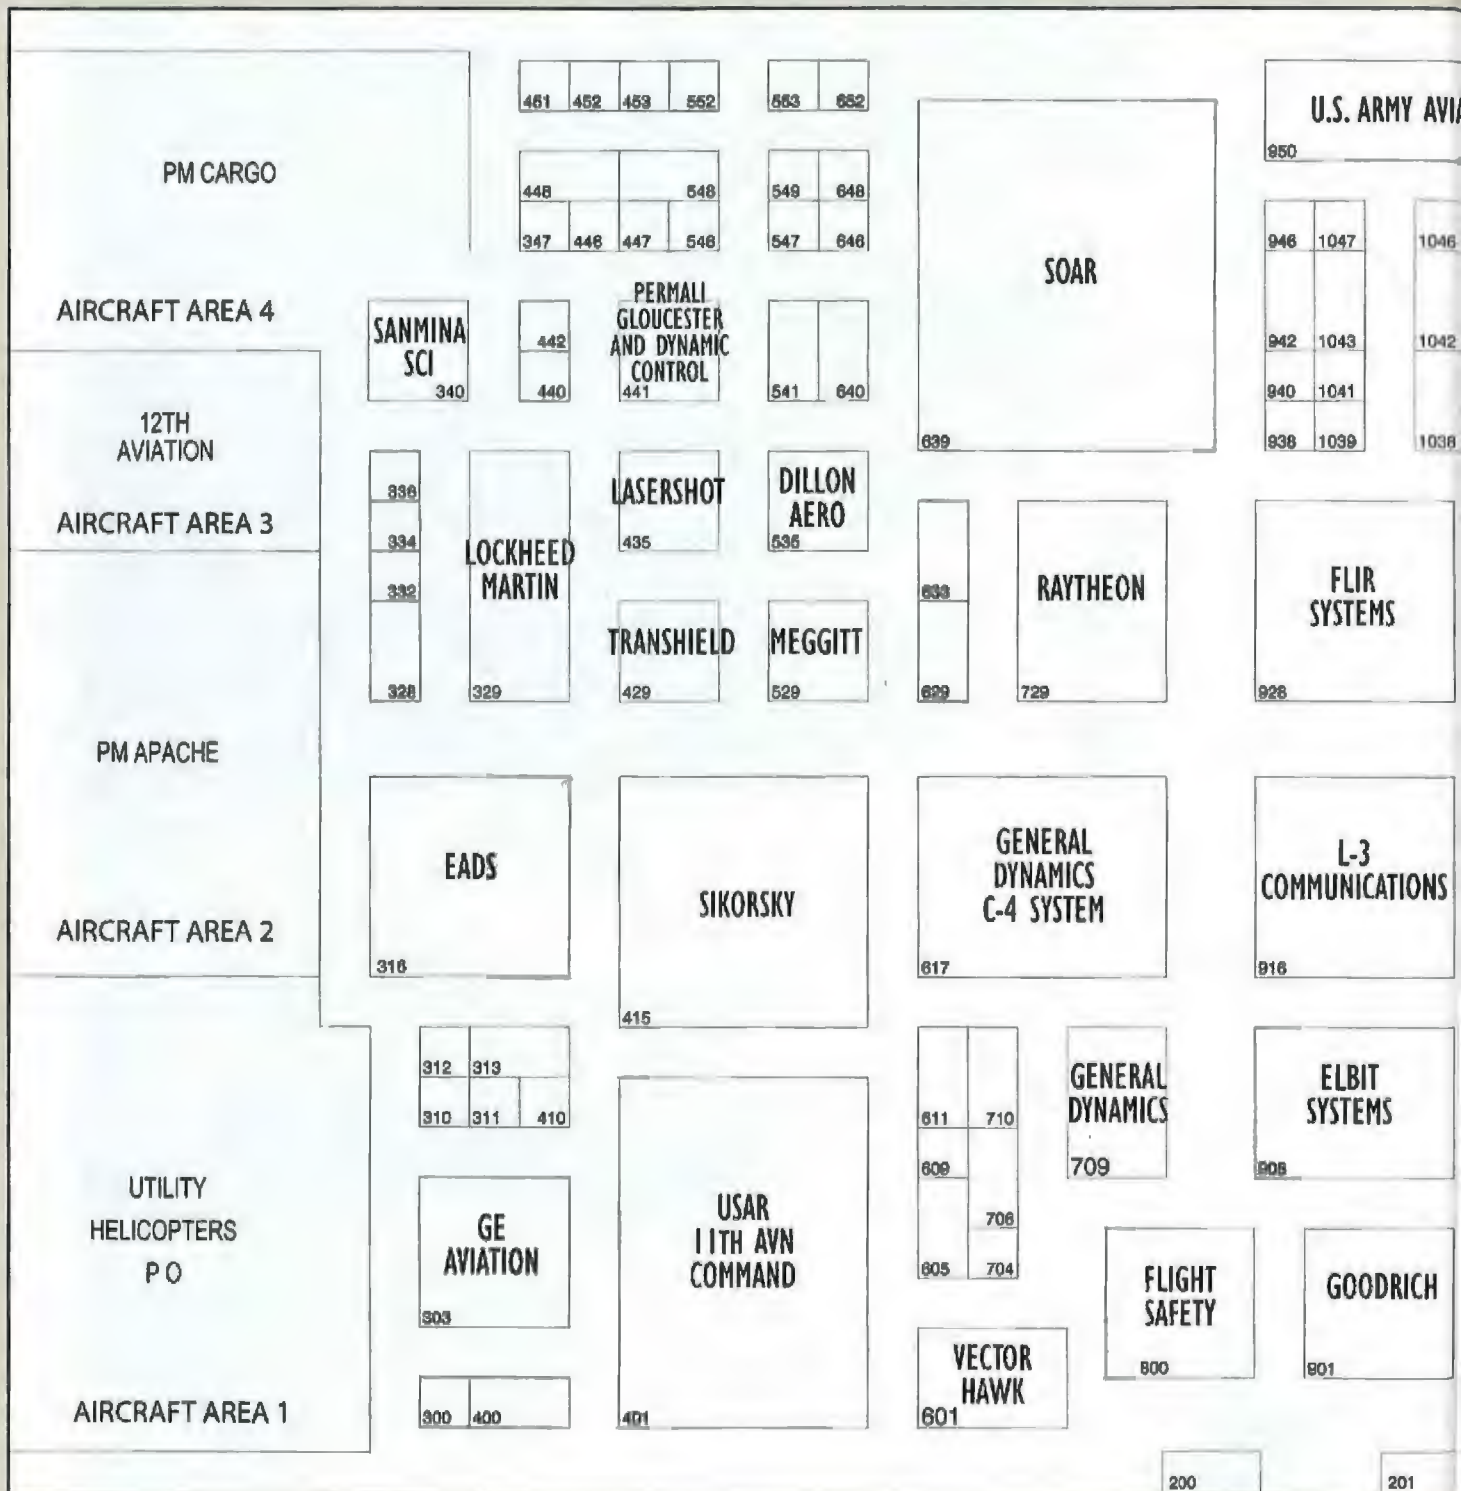 451 452 453 552 553 652
U.S. ARMY AVIA
950
PM CARGO
448 548 549 648
347 446 447 546 547 646
946 1047 1046
SOAR
639
AIRCRAFT AREA 4
SANMINA
SCI
340
442
440
PERMALI
GLOUCESTER
AND DYNAMIC
CONTROL
441
541 640
942 1043 1042
940 1041
938 1039 1038
12TH
AVIATION
AIRCRAFT AREA 3
336
334
332
328
LOCKHEED
MARTIN
329
LASERSHOT
435
DILLON
AERO
535
TRANSHIELD
429
MEGGITT
529
633
629
RAYTHEON
729
FLIR
SYSTEMS
928
PM APACHE
AIRCRAFT AREA 2
EADS
316
SIKORSKY
415
GENERAL
DYNAMICS
C-4 SYSTEM
617
L-3
COMMUNICATIONS
916
312 313
310 311 410
611 710
609
706
605 704
GENERAL
DYNAMICS
709
ELBIT
SYSTEMS
908
UTILITY
HELICOPTERS
P O
AIRCRAFT AREA 1
GE
AVIATION
303
300 400
USAR
11TH AVN
COMMAND
401
VECTOR
HAWK
601
FLIGHT
SAFETY
800
GOODRICH
801
200 201